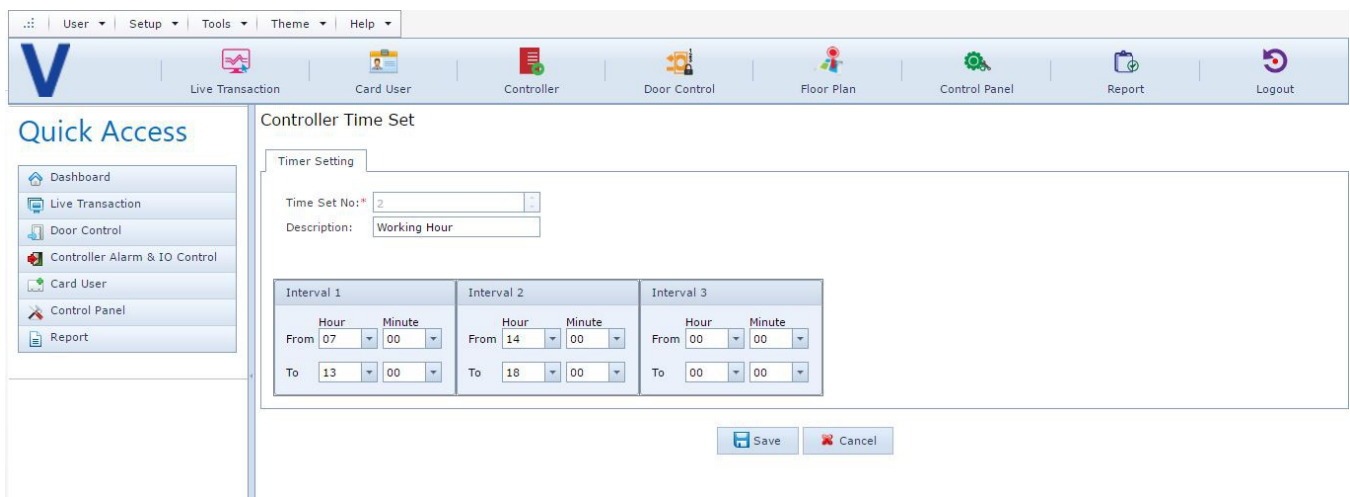 User Setup Tools Theme Help
V
Live Transaction Card User Controller Door Control Floor Plan Control Panel Report Logout
Quick Access
Dashboard
Live Transaction
Door Control
Controller Alarm & IO Control
Card User
Control Panel
Report
Controller Time Set
Timer Setting
Time Set No:* 2
Description: Working Hour
Interval 1 Interval 2 Interval 3
Hour Minute Hour Minute Hour Minute
From 07 00 From 14 00 From 00 00
To 13 00 To 18 00 To 00 00
Save Cancel